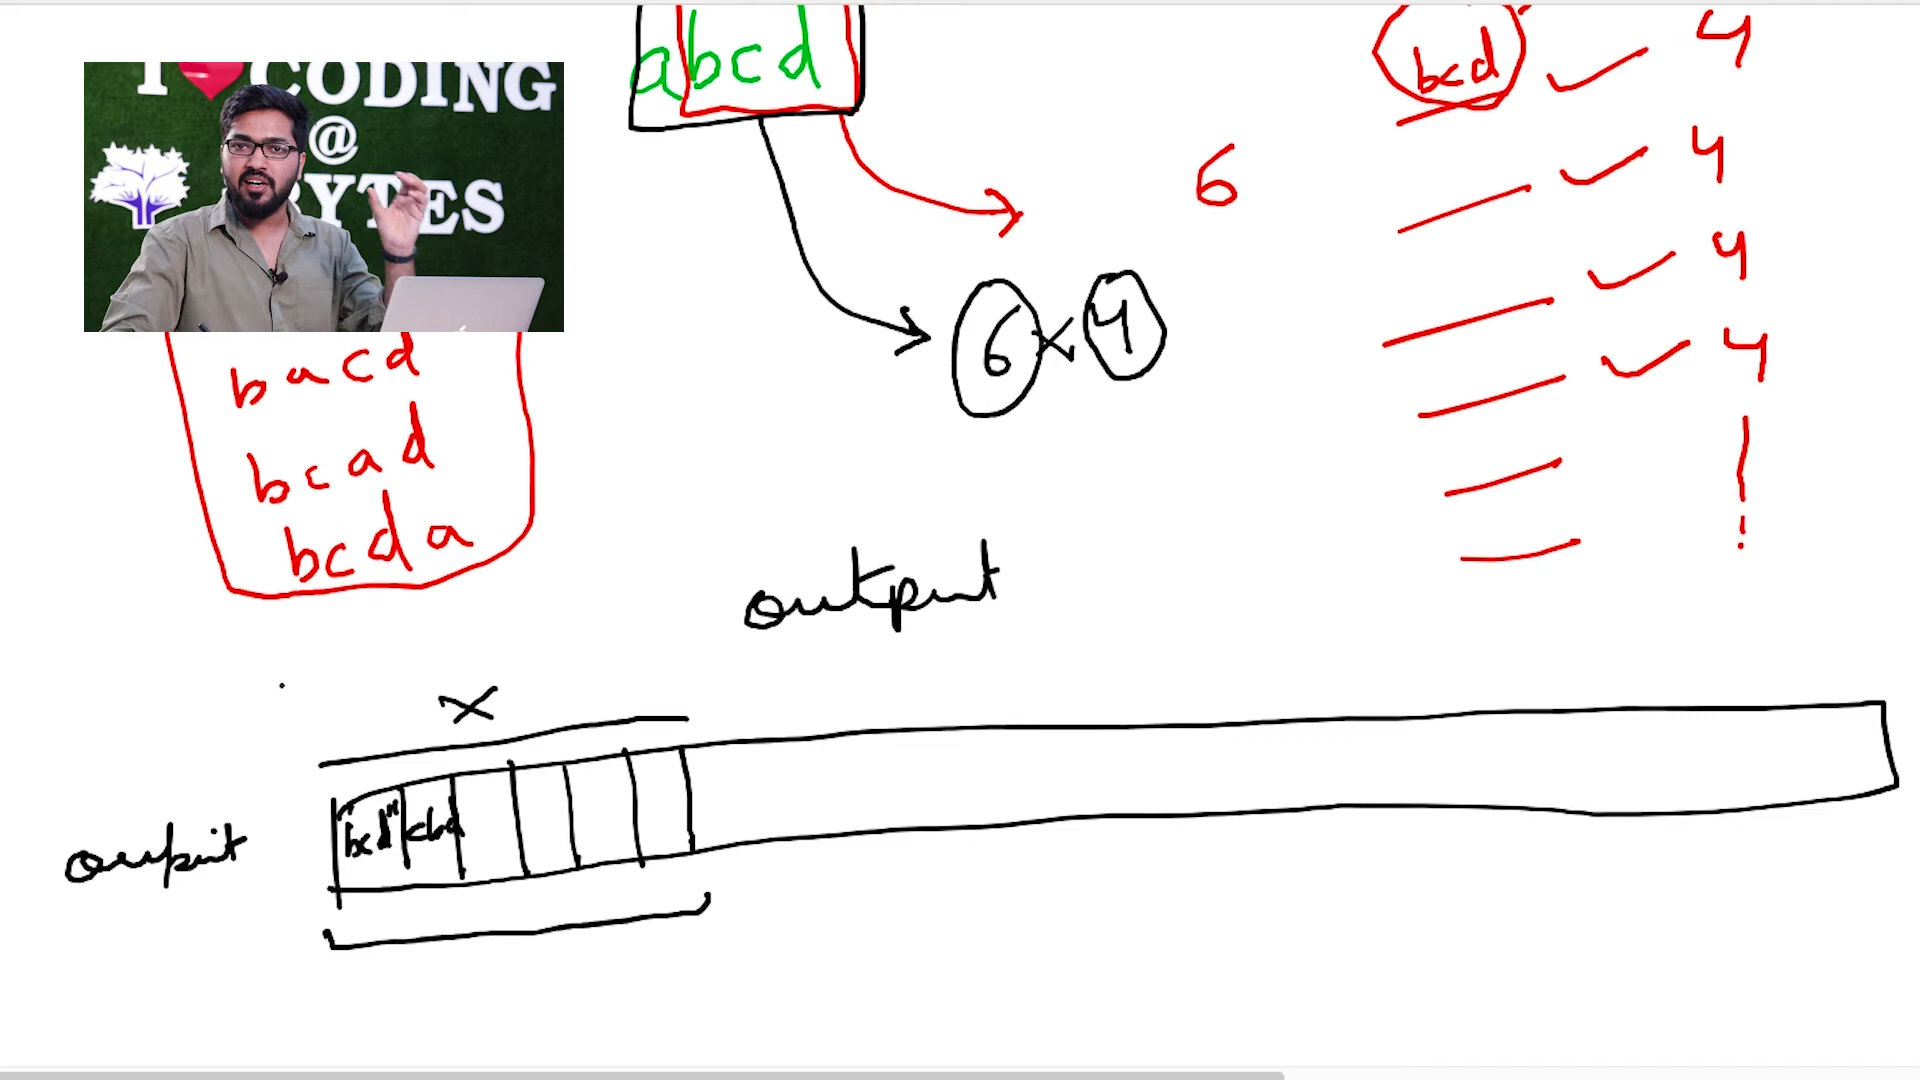 abcd
bcd
4
I ❤ CODING
@
BYTES
6
4
4
6 x 4
4
bacd
bcad
bcda
output
x
output
"bcd" cbd